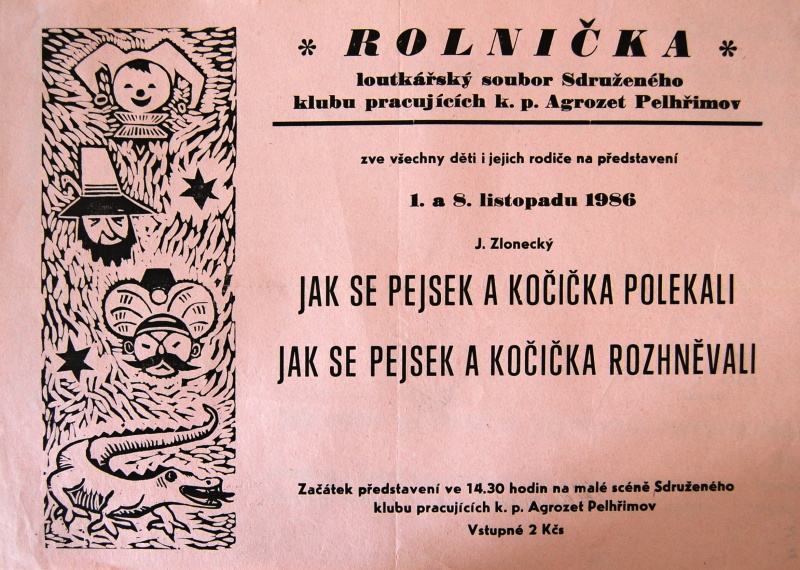 * ROLNIČKA *
loutkářský soubor Sdruženého
klubu pracujících k. p. Agrozet Pelhřimov
zve všechny děti i jejich rodiče na představení
1. a 8. listopadu 1986
J. Zlonecký
JAK SE PEJSEK A KOČIČKA POLEKALI
JAK SE PEJSEK A KOČIČKA ROZHNĚVALI
Začátek představení ve 14.30 hodin na malé scéně Sdruženého
klubu pracujících k. p. Agrozet Pelhřimov
Vstupné 2 Kčs